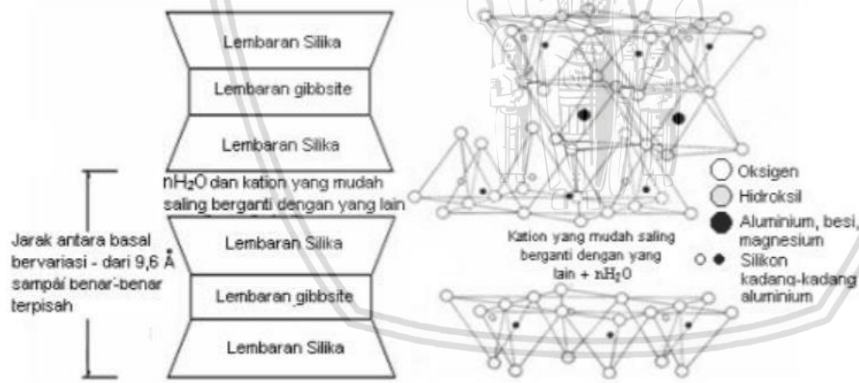 Lembaran Silika
Lembaran gibbsite
Lembaran Silika
nH₂O dan kation yang mudah
saling berganti dengan yang lain
Lembaran Silika
Lembaran gibbsite
Lembaran Silika
Jarak antara basal
bervariasi - dari 9,6 Å
sampai benar-benar
terpisah
Kation yang mudah saling
berganti dengan yang
lain + nH₂O
Oksigen
Hidroksil
Aluminium, besi,
magnesium
Silikon
kadang-kadang
aluminium